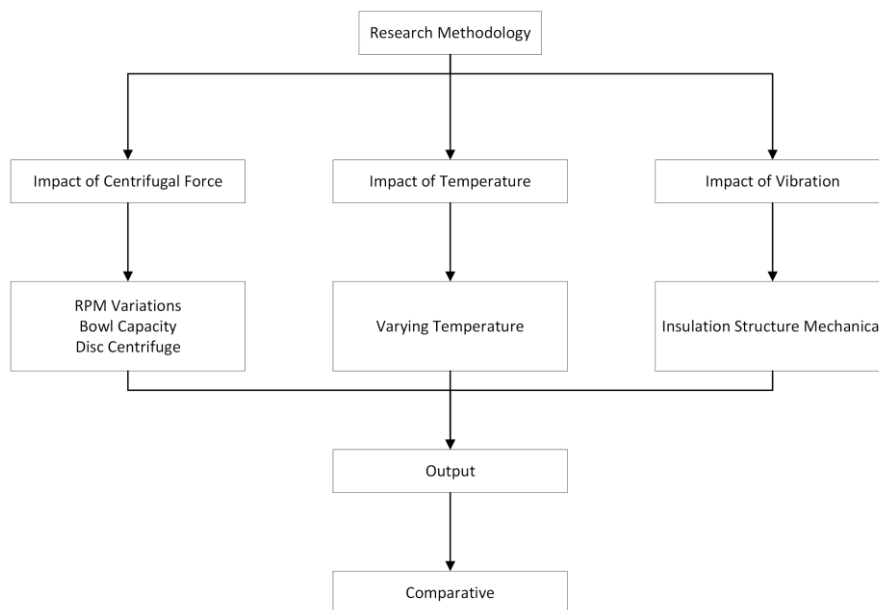 Research Methodology
Impact of Centrifugal Force
Impact of Temperature
Impact of Vibration
RPM Variations
Bowl Capacity
Disc Centrifuge
Varying Temperature
Insulation Structure Mechanical
Output
Comparative